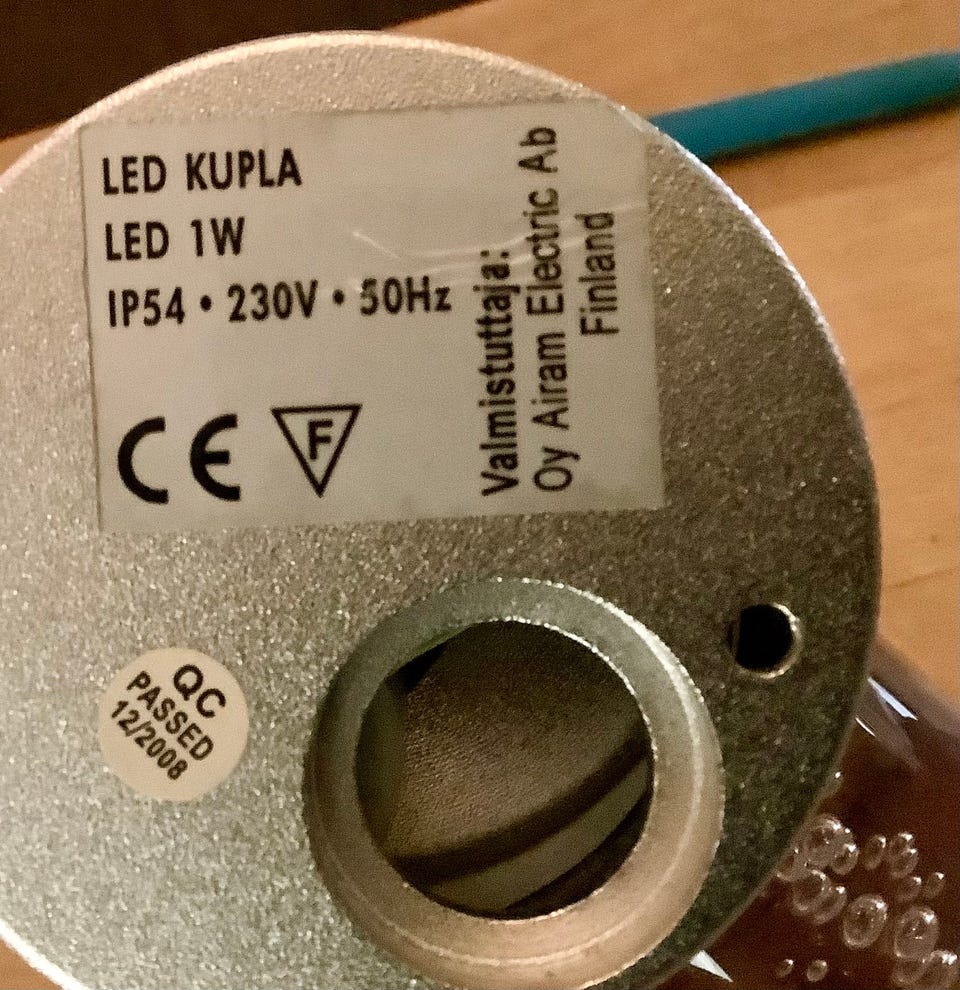 LED KUPLA
LED 1W
IP54 • 230V • 50Hz
CE F
Valmistuttaja:
Oy Airam Electric Ab
Finland
QC
PASSED
12/2008